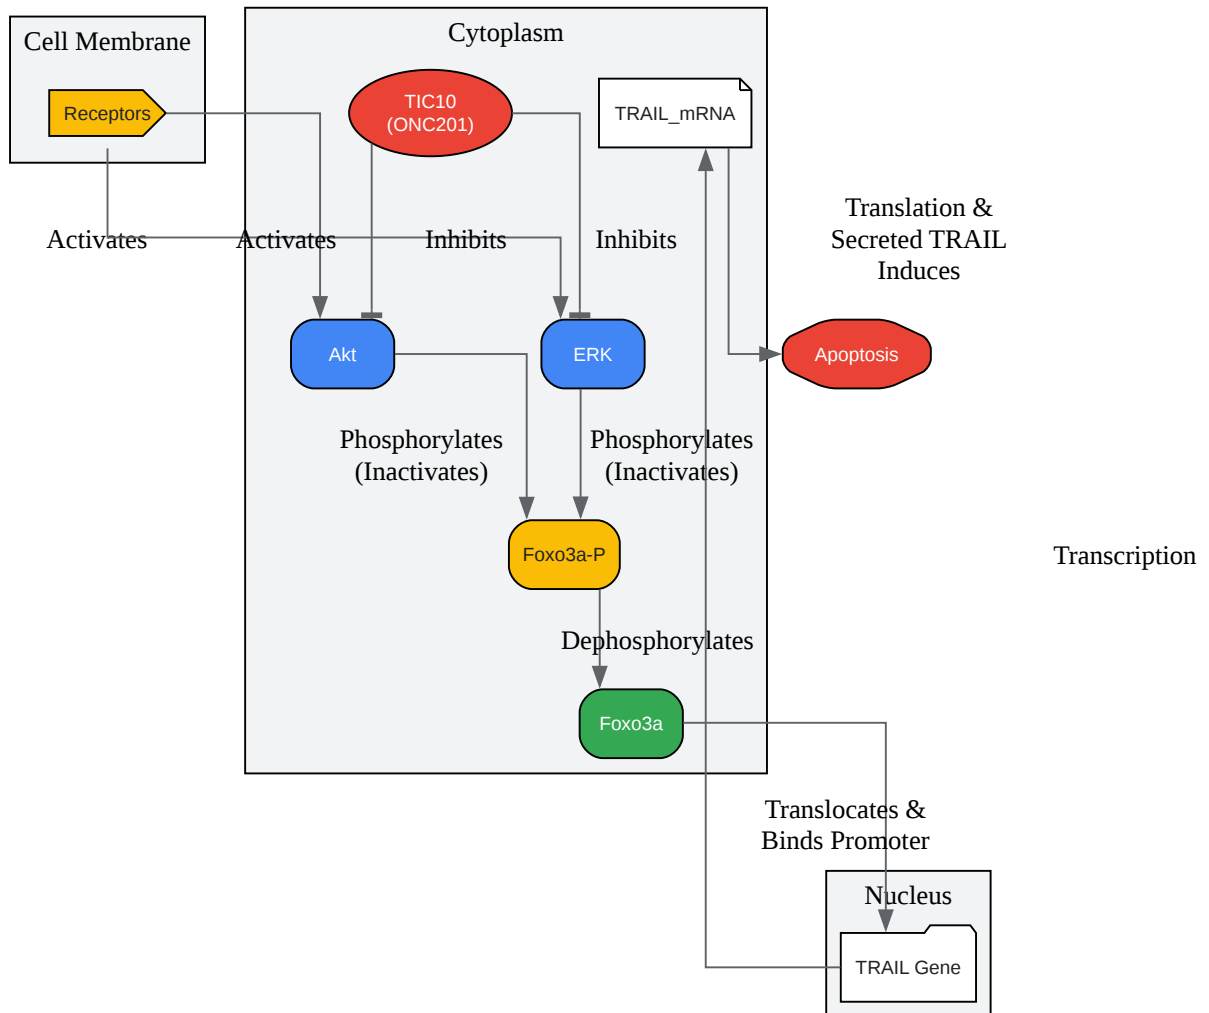 Cell Membrane
Cytoplasm
Receptors
TIC10
(ONC201)
TRAIL_mRNA
Activates
Activates
Inhibits
Inhibits
Translation &
Secreted TRAIL
Induces
Akt
ERK
Apoptosis
Phosphorylates
(Inactivates)
Phosphorylates
(Inactivates)
Foxo3a-P
Transcription
Dephosphorylates
Foxo3a
Translocates &
Binds Promoter
Nucleus
TRAIL Gene